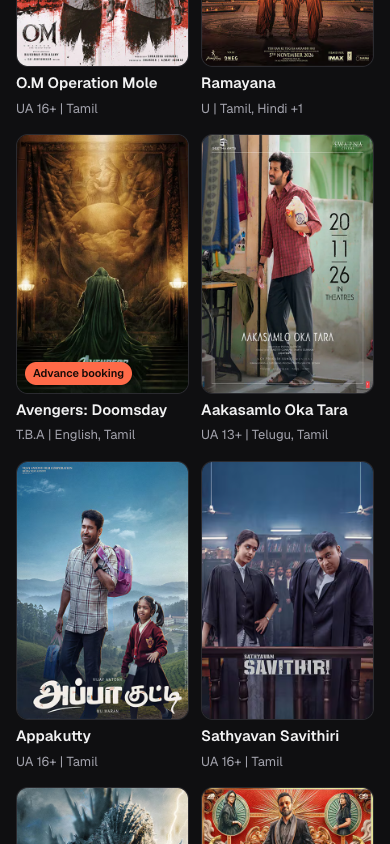 OM
O.M Operation Mole
UA 16+ | Tamil
IMAX
Ramayana
U | Tamil, Hindi +1
Advance booking
Avengers: Doomsday
T.B.A | English, Tamil
20
11
26
IN
THEATRES
AAKASAMLO OKA TARA
Aakasamlo Oka Tara
UA 13+ | Telugu, Tamil
அப்பாகுட்டி
Appakutty
UA 16+ | Tamil
SATHYAVAN
SAVITHIRI
Sathyavan Savithiri
UA 16+ | Tamil